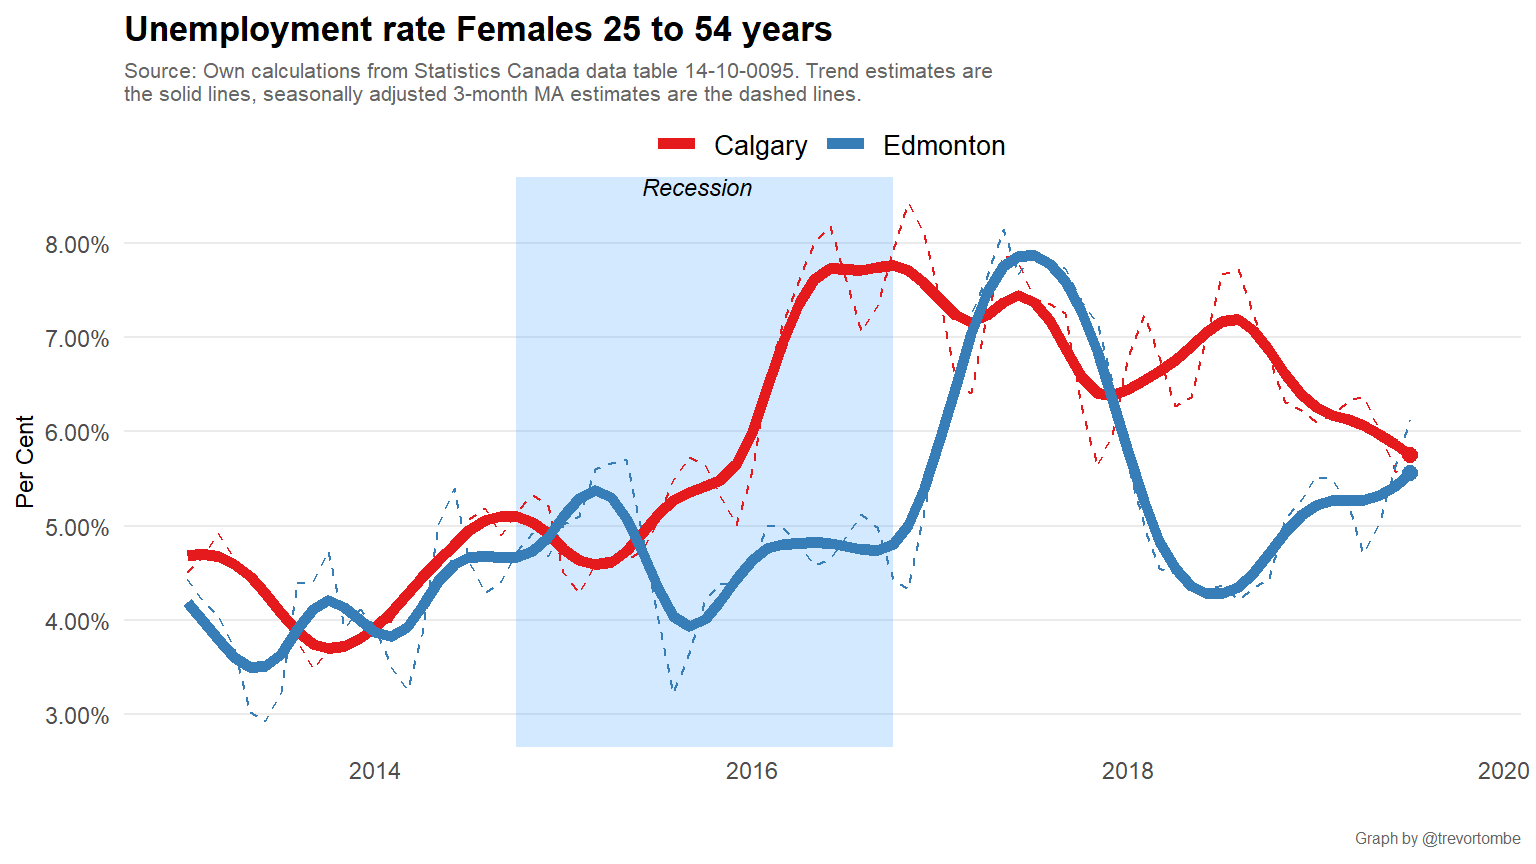 Unemployment rate Females 25 to 54 years
Source: Own calculations from Statistics Canada data table 14-10-0095. Trend estimates are
the solid lines, seasonally adjusted 3-month MA estimates are the dashed lines.
Calgary Edmonton
Recession
8.00%
7.00%
6.00%
5.00%
4.00%
3.00%
Per Cent
2014 2016 2018 2020
Graph by @trevortombe